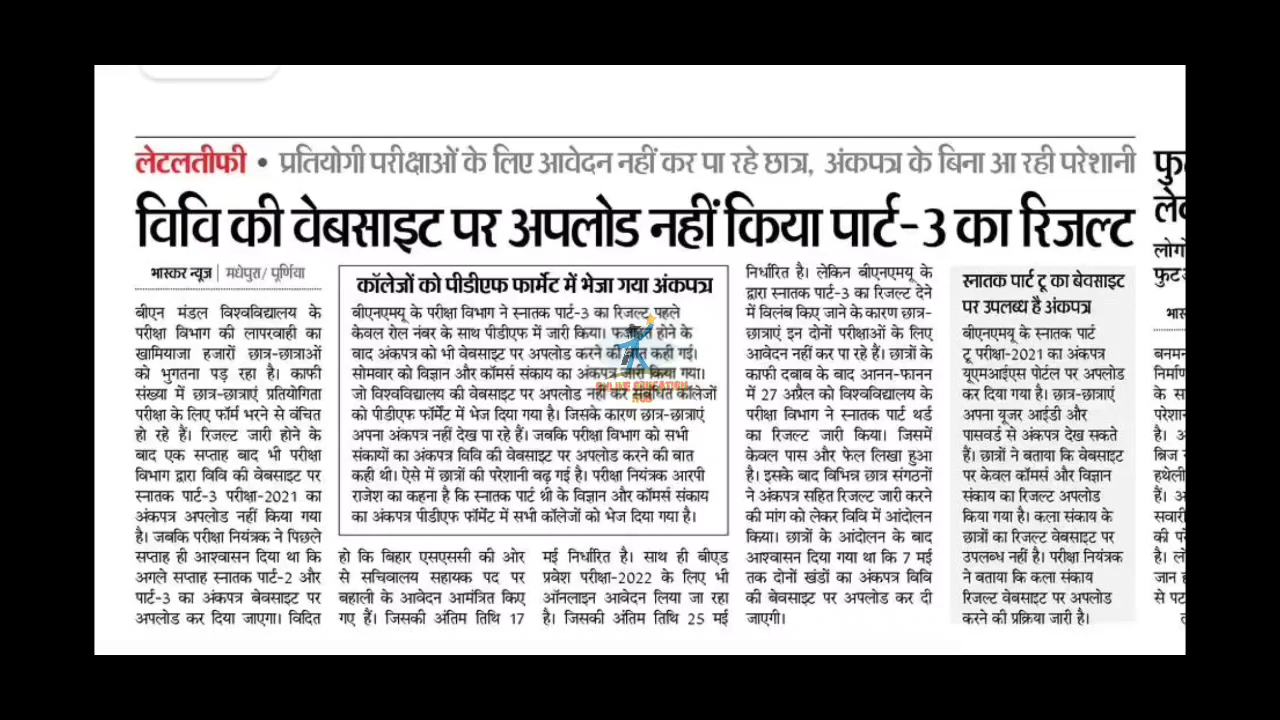 लेटलतीफी • प्रतियोगी परीक्षाओं के लिए आवेदन नहीं कर पा रहे छात्र, अंकपत्र के बिना आ रही परेशानी
विवि की वेबसाइट पर अपलोड नहीं किया पार्ट-3 का रिजल्ट
भास्कर न्यूज | मधेपुरा/ पूर्णिया
बीएन मंडल विश्वविद्यालय के
परीक्षा विभाग की लापरवाही का
खामियाजा हजारों छात्र-छात्राओं
को भुगतना पड़ रहा है। काफी
संख्या में छात्र-छात्राएं प्रतियोगिता
परीक्षा के लिए फॉर्म भरने से वंचित
हो रहे हैं। रिजल्ट जारी होने के
बाद एक सप्ताह बाद भी परीक्षा
विभाग द्वारा विवि की वेबसाइट पर
स्नातक पार्ट-3 परीक्षा-2021 का
अंकपत्र अपलोड नहीं किया गया
है। जबकि परीक्षा नियंत्रक ने पिछले
सप्ताह ही आश्वासन दिया था कि
अगले सप्ताह स्नातक पार्ट-2 और
पार्ट-3 का अंकपत्र बेवसाइट पर
अपलोड कर दिया जाएगा। विदित
कॉलेजों को पीडीएफ फार्मेट में भेजा गया अंकपत्र
बीएनएमयू के परीक्षा विभाग ने स्नातक पार्ट-3 का रिजल्ट पहले
केवल रोल नंबर के साथ पीडीएफ में जारी किया। फजीहत होने के
बाद अंकपत्र को भी वेबसाइट पर अपलोड करने की बात कही गई।
सोमवार को विज्ञान और कॉमर्स संकाय का अंकपत्र जारी किया गया।
जो विश्वविद्यालय की वेबसाइट पर अपलोड नहीं कर संबंधित कॉलेजों
को पीडीएफ फॉर्मेट में भेज दिया गया है। जिसके कारण छात्र-छात्राएं
अपना अंकपत्र नहीं देख पा रहे हैं। जबकि परीक्षा विभाग को सभी
संकायों का अंकपत्र विवि की वेबसाइट पर अपलोड करने की बात
कही थी। ऐसे में छात्रों की परेशानी बढ़ गई है। परीक्षा नियंत्रक आरपी
राजेश का कहना है कि स्नातक पार्ट थ्री के विज्ञान और कॉमर्स संकाय
का अंकपत्र पीडीएफ फॉर्मेट में सभी कॉलेजों को भेज दिया गया है।
ONLINE EDUCATION
HUB
हो कि बिहार एसएससी की ओर
से सचिवालय सहायक पद पर
बहाली के आवेदन आमंत्रित किए
गए हैं। जिसकी अंतिम तिथि 17
मई निर्धारित है। साथ ही बीएड
प्रवेश परीक्षा-2022 के लिए भी
ऑनलाइन आवेदन लिया जा रहा
है। जिसकी अंतिम तिथि 25 मई
निर्धारित है। लेकिन बीएनएमयू के
द्वारा स्नातक पार्ट-3 का रिजल्ट देने
में विलंब किए जाने के कारण छात्र-
छात्राएं इन दोनों परीक्षाओं के लिए
आवेदन नहीं कर पा रहे हैं। छात्रों के
काफी दबाव के बाद आनन-फानन
में 27 अप्रैल को विश्वविद्यालय के
परीक्षा विभाग ने स्नातक पार्ट थर्ड
का रिजल्ट जारी किया। जिसमें
केवल पास और फेल लिखा हुआ
है। इसके बाद विभिन्न छात्र संगठनों
ने अंकपत्र सहित रिजल्ट जारी करने
की मांग को लेकर विवि में आंदोलन
किया। छात्रों के आंदोलन के बाद
आश्वासन दिया गया था कि 7 मई
तक दोनों खंडों का अंकपत्र विवि
की बेवसाइट पर अपलोड कर दी
जाएगी।
स्नातक पार्ट टू का बेवसाइट
पर उपलब्ध है अंकपत्र
बीएनएमयू के स्नातक पार्ट
टू परीक्षा-2021 का अंकपत्र
यूएमआईएस पोर्टल पर अपलोड
कर दिया गया है। छात्र-छात्राएं
अपना यूजर आईडी और
पासवर्ड से अंकपत्र देख सकते
हैं। छात्रों ने बताया कि वेबसाइट
पर केवल कॉमर्स और विज्ञान
संकाय का रिजल्ट अपलोड
किया गया है। कला संकाय के
छात्रों का रिजल्ट वेबसाइट पर
उपलब्ध नहीं है। परीक्षा नियंत्रक
ने बताया कि कला संकाय
रिजल्ट वेबसाइट पर अपलोड
करने की प्रक्रिया जारी है।